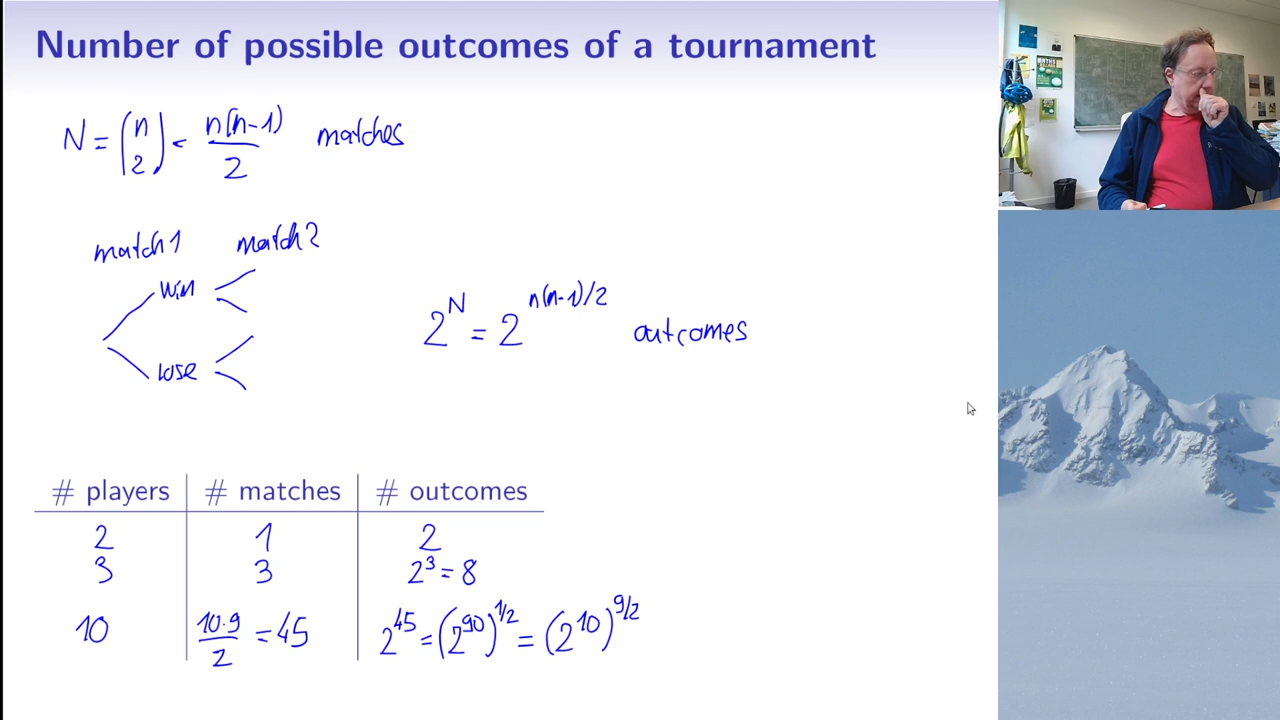 Number of possible outcomes of a tournament
N = (n 2) = n(n-1)/2 matches
match 1 match 2
win
lose
2^N = 2^{n(n-1)/2} outcomes
# players # matches # outcomes
2 1 2
3 3 2^3 = 8
10 10·9/2 = 45 2^45 = (2^90)^{1/2} = (2^10)^{9/2}
MATHS